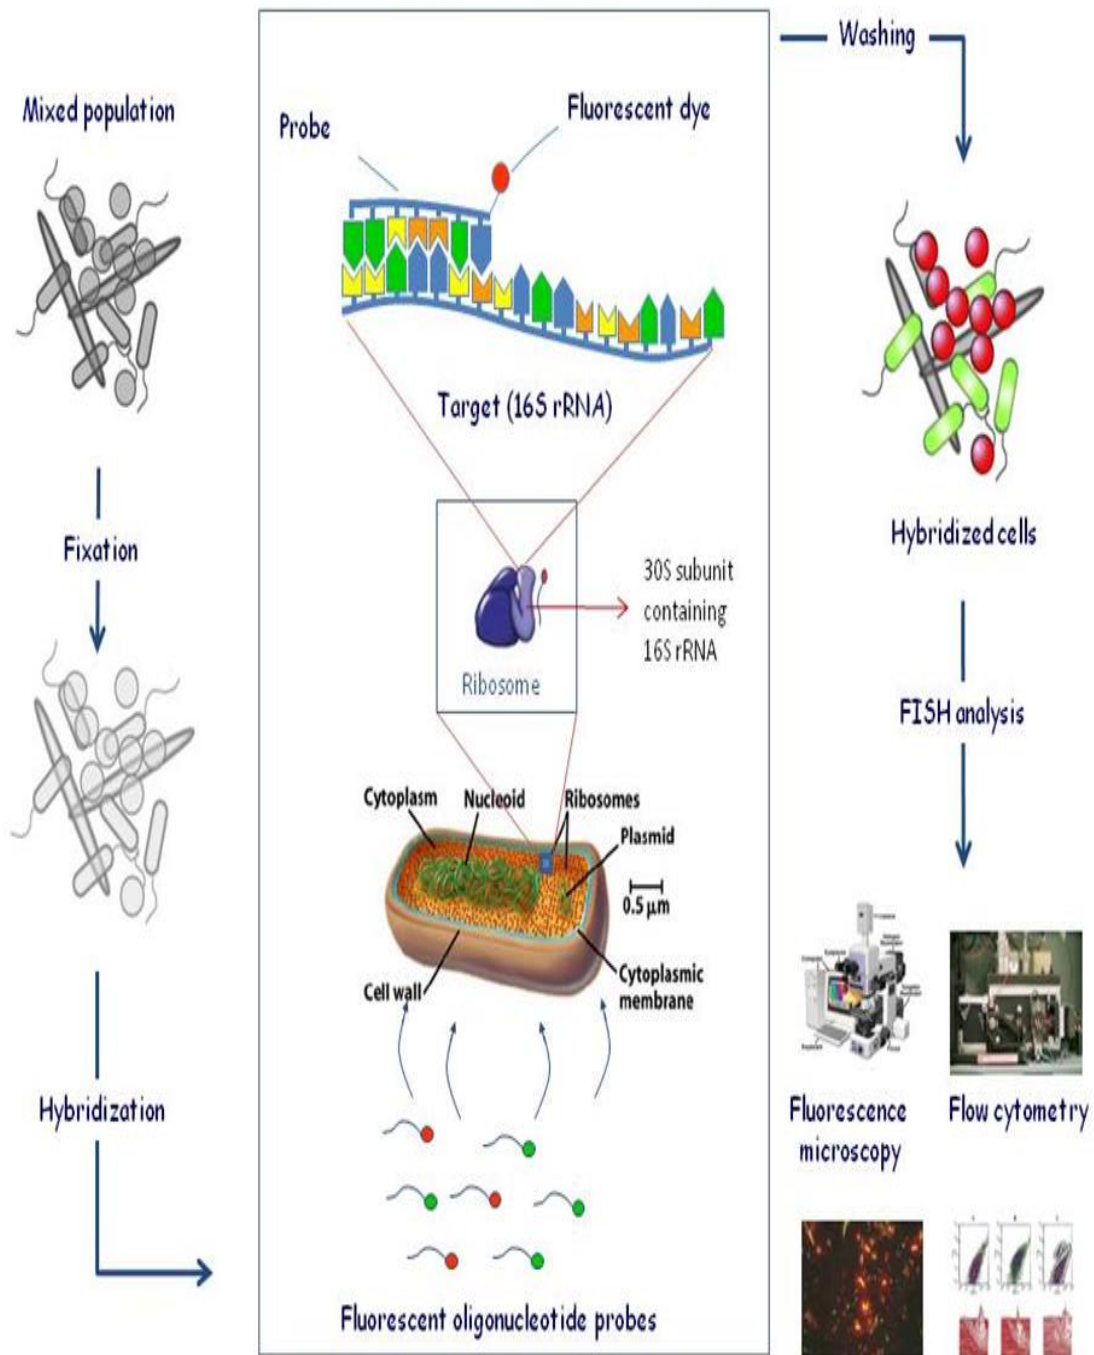 Mixed population
Fixation
Hybridization
Probe
Fluorescent dye
Target (16S rRNA)
30S subunit
containing
16S rRNA
Ribosome
Cytoplasm
Nucleoid
Ribosomes
Plasmid
0.5 μm
Cell wall
Cytoplasmic
membrane
Fluorescent oligonucleotide probes
Washing
Hybridized cells
FISH analysis
Fluorescence
microscopy
Flow cytometry